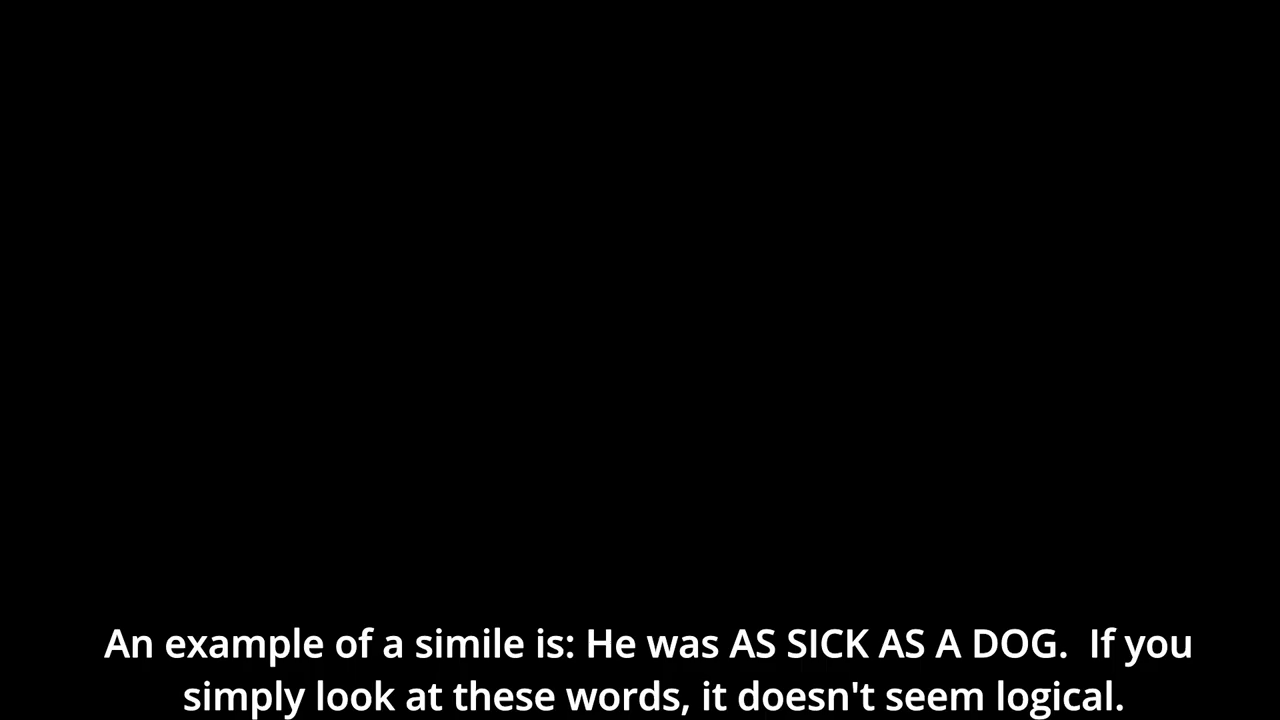 An example of a simile is: He was AS SICK AS A DOG.  If you
simply look at these words, it doesn't seem logical.